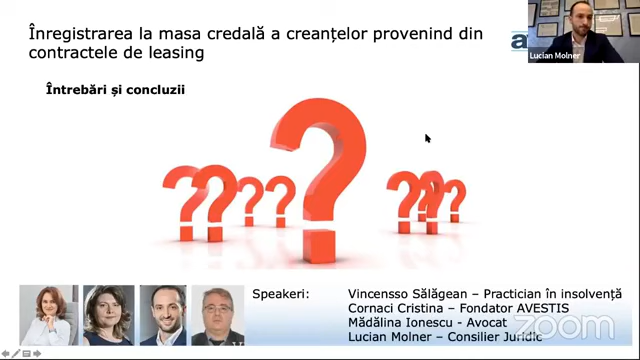 Înregistrarea la masa credală a creanțelor provenind din
contractele de leasing
Lucian Molner
Întrebări și concluzii
Speakeri:
Vincensso Sălăgean – Practician în insolvență
Cornaci Cristina – Fondator AVESTIS
Mădălina Ionescu - Avocat
Lucian Molner – Consilier Juridic
zoom